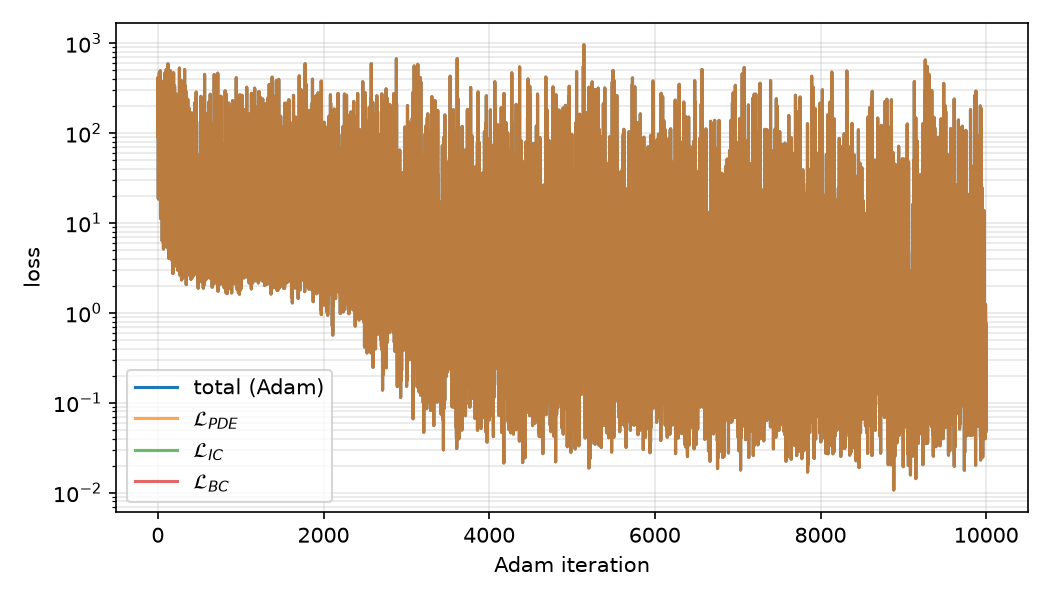 10³
10²
10¹
10⁰
10⁻¹
10⁻²
loss
total (Adam)
ℒ_PDE
ℒ_IC
ℒ_BC
0 2000 4000 6000 8000 10000
Adam iteration